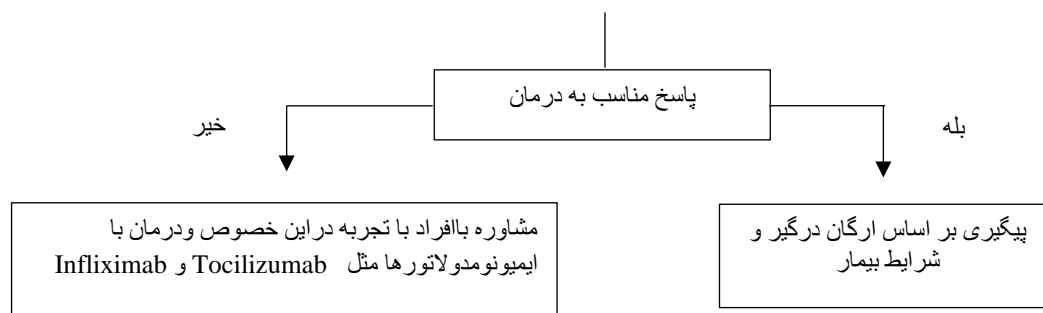 پاسخ مناسب به درمان
بله
خیر
پیگیری بر اساس ارگان درگیر و
شرایط بیمار
مشاوره باافراد با تجربه دراین خصوص ودرمان با
ایمیونومدولاتورها مثل Tocilizumab و Infliximab